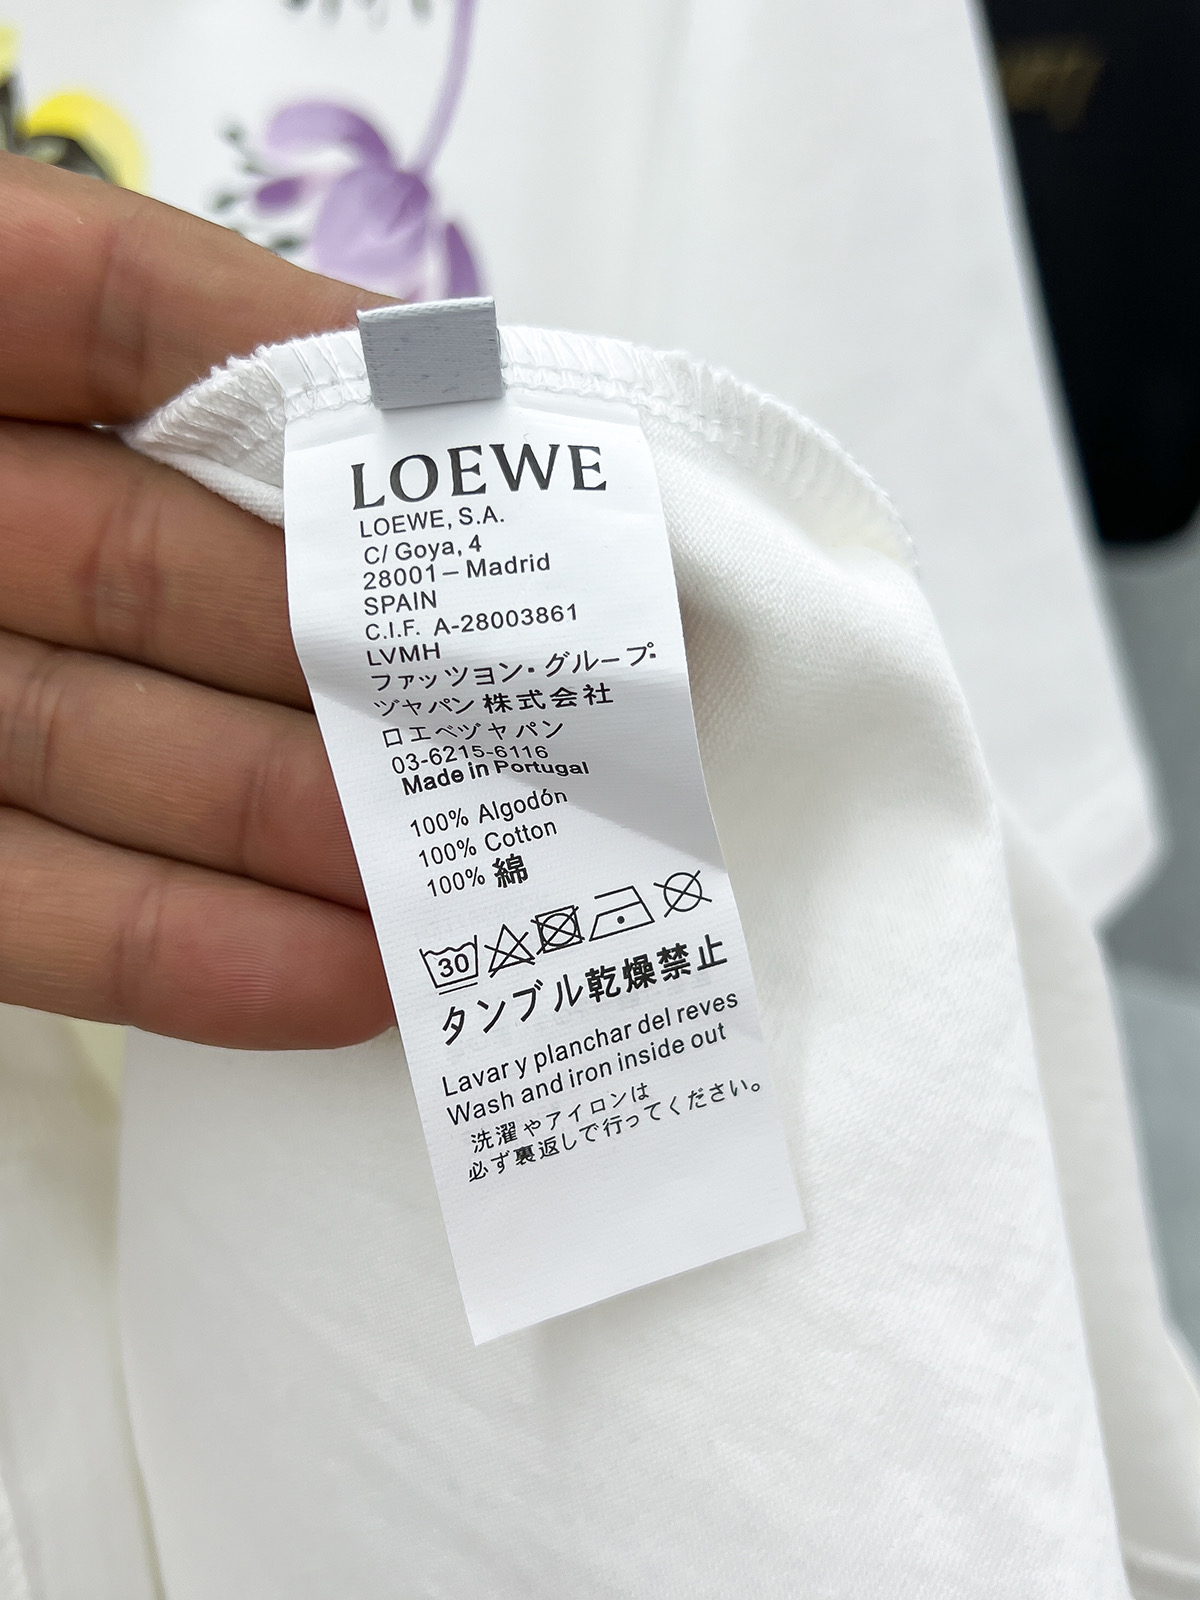 LOEWE
LOEWE, S.A.
C/ Goya, 4
28001 – Madrid
SPAIN
C.I.F. A-28003861
LVMH
ファッツヨン・グループ・
ヅャパン 株式会社
ロエベヅャパン
03-6215-6116
Made in Portugal
100% Algodón
100% Cotton
100% 綿
30
タンブル乾燥禁止
Lavar y planchar del reves
Wash and iron inside out
洗濯やアイロンは
必ず裏返しで行ってください。